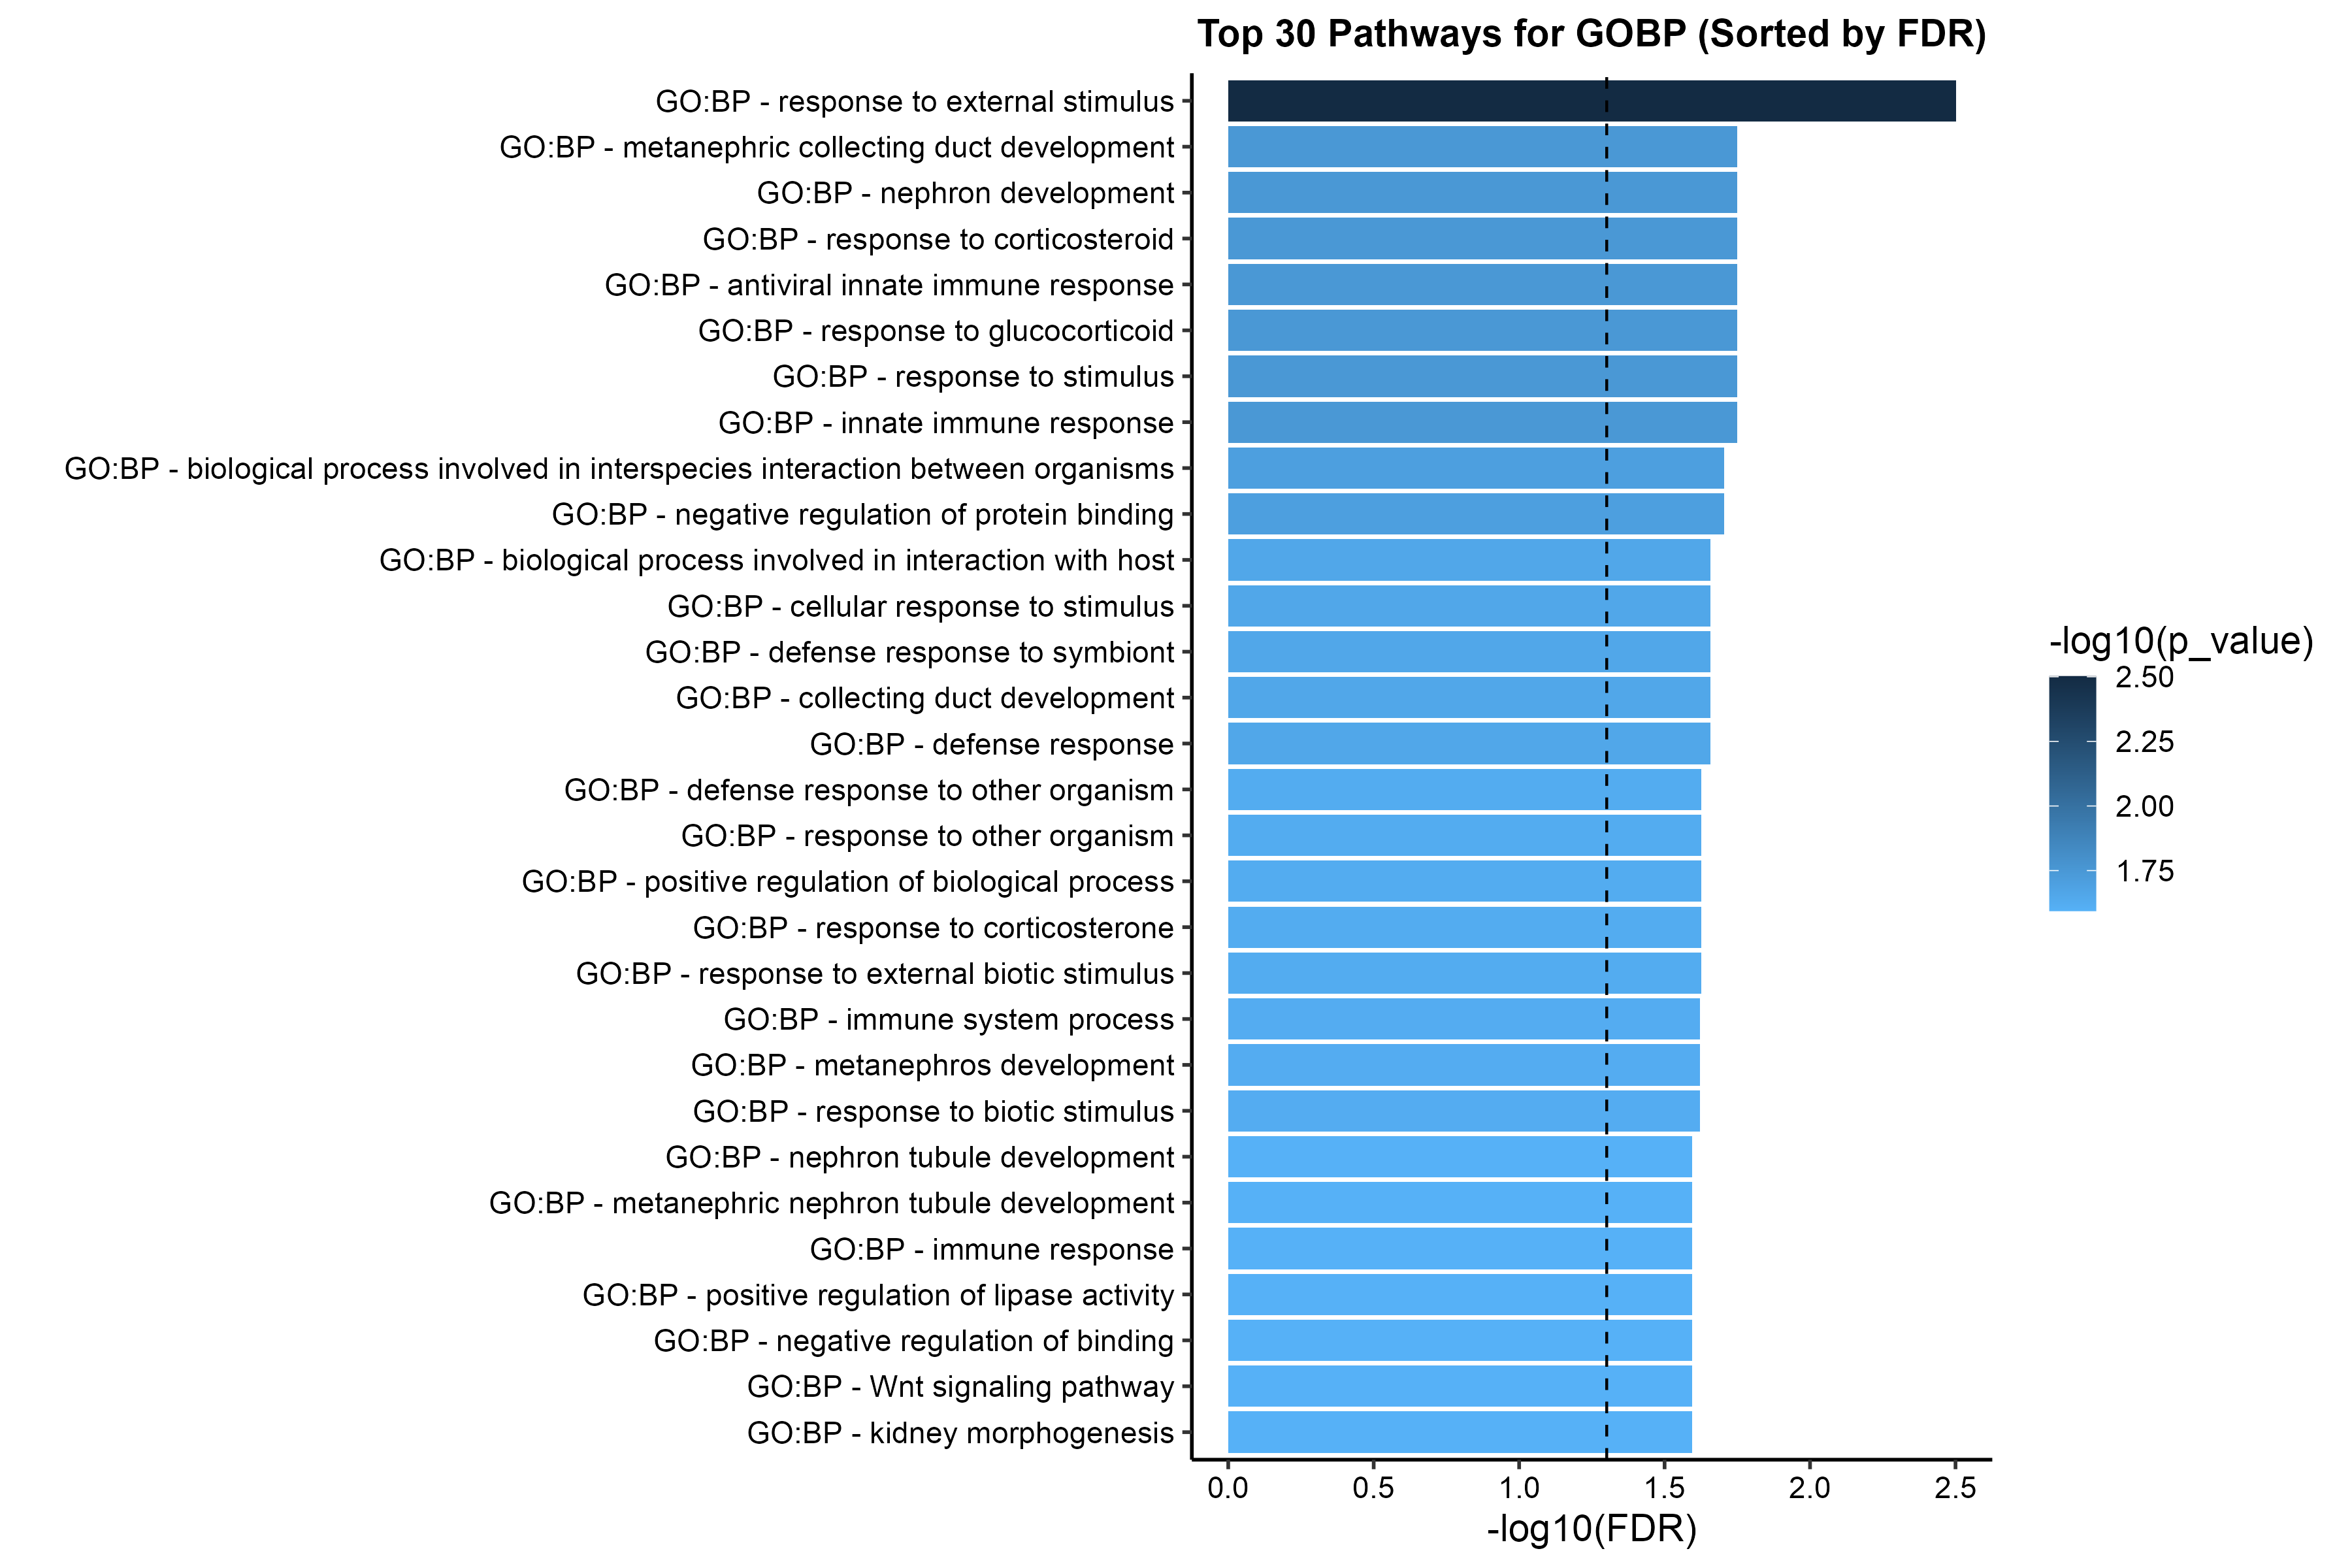 Top 30 Pathways for GOBP (Sorted by FDR)
GO:BP - response to external stimulus
GO:BP - metanephric collecting duct development
GO:BP - nephron development
GO:BP - response to corticosteroid
GO:BP - antiviral innate immune response
GO:BP - response to glucocorticoid
GO:BP - response to stimulus
GO:BP - innate immune response
GO:BP - biological process involved in interspecies interaction between organisms
GO:BP - negative regulation of protein binding
GO:BP - biological process involved in interaction with host
GO:BP - cellular response to stimulus
GO:BP - defense response to symbiont
GO:BP - collecting duct development
GO:BP - defense response
GO:BP - defense response to other organism
GO:BP - response to other organism
GO:BP - positive regulation of biological process
GO:BP - response to corticosterone
GO:BP - response to external biotic stimulus
GO:BP - immune system process
GO:BP - metanephros development
GO:BP - response to biotic stimulus
GO:BP - nephron tubule development
GO:BP - metanephric nephron tubule development
GO:BP - immune response
GO:BP - positive regulation of lipase activity
GO:BP - negative regulation of binding
GO:BP - Wnt signaling pathway
GO:BP - kidney morphogenesis
0.0 0.5 1.0 1.5 2.0 2.5
-log10(FDR)
-log10(p_value)
2.50
2.25
2.00
1.75